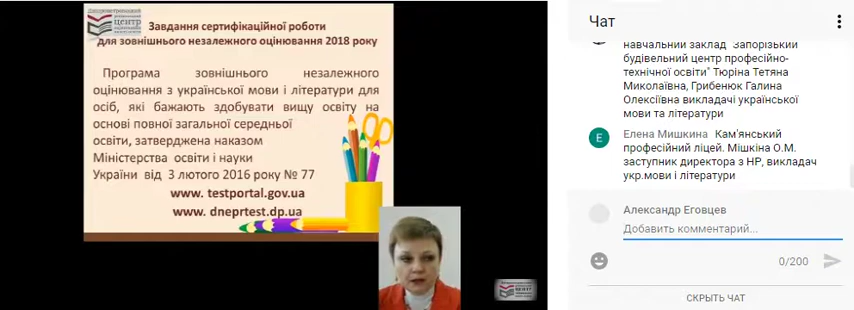 ЦЕНТР
Завдання сертифікаційної роботи
для зовнішнього незалежного оцінювання 2018 року
Програма зовнішнього незалежного
оцінювання з української мови і літератури для
осіб, які бажають здобувати вищу освіту на
основі повної загальної середньої
освіти, затверджена наказом
Міністерства освіти і науки
України від 3 лютого 2016 року № 77
www. testportal.gov.ua
www. dneprtest.dp.ua
ЦЕНТР
Чат
навчальний заклад "Запорізький
будівельний центр професійно-
технічної освіти" Тюріна Тетяна
Миколаївна, Грибенюк Галина
Олексіївна викладачі української
мови та літератури
Е
Елена Мишкина Кам'янський
професійний ліцей. Мішкіна О.М.
заступник директора з НР, викладач
укр.мови і літератури
Александр Еговцев
Добавить комментарий...
0/200
СКРЫТЬ ЧАТ